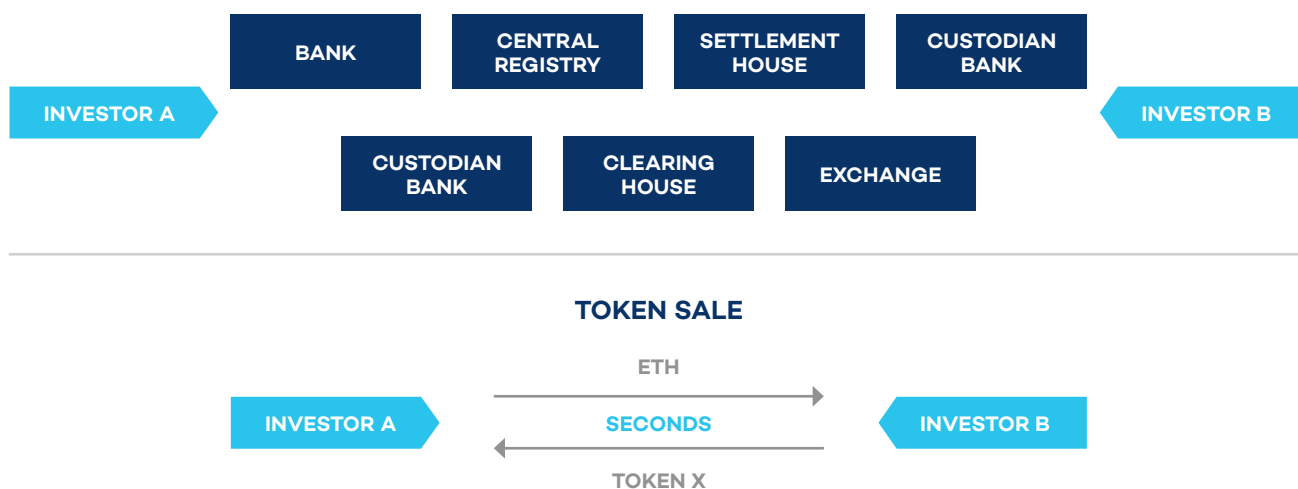 BANK
CENTRAL
REGISTRY
SETTLEMENT
HOUSE
CUSTODIAN
BANK
INVESTOR A
INVESTOR B
CUSTODIAN
BANK
CLEARING
HOUSE
EXCHANGE
TOKEN SALE
ETH
INVESTOR A
SECONDS
INVESTOR B
TOKEN X